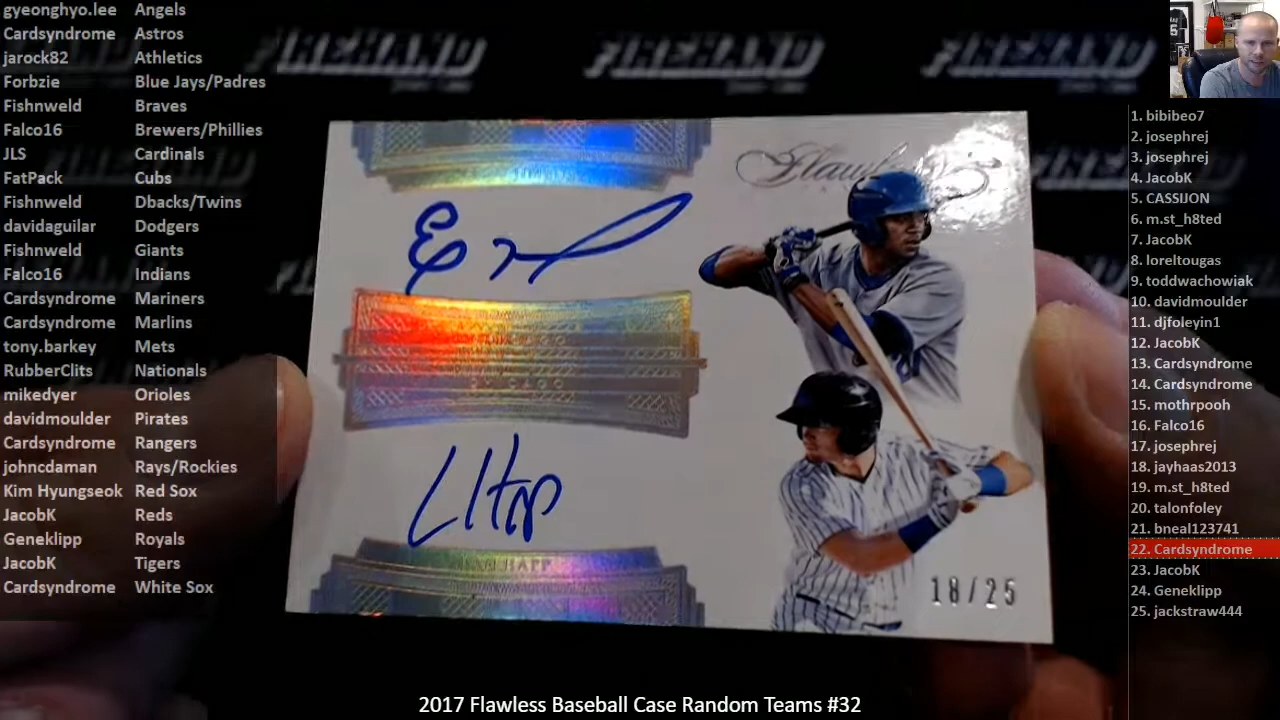 gyeonghyo.lee Angels
Cardsyndrome Astros
jarock82 Athletics
Forbzie Blue Jays/Padres
Fishnweld Braves
Falco16 Brewers/Phillies
JLS Cardinals
FatPack Cubs
Fishnweld Dbacks/Twins
davidaguilar Dodgers
Fishnweld Giants
Falco16 Indians
Cardsyndrome Mariners
Cardsyndrome Marlins
tony.barkey Mets
RubberClits Nationals
mikedyer Orioles
davidmoulder Pirates
Cardsyndrome Rangers
johncdaman Rays/Rockies
Kim Hyungseok Red Sox
JacobK Reds
Geneklipp Royals
JacobK Tigers
Cardsyndrome White Sox
FIREHAND
FIREHAND
FIREHAND
Flawless
CHICAGO
HAPP
18/25
1. bibibeo7
2. josephrej
3. josephrej
4. JacobK
5. CASSIJON
6. m.st_h8ted
7. JacobK
8. loreltougas
9. toddwachowiak
10. davidmoulder
11. djfoleyin1
12. JacobK
13. Cardsyndrome
14. Cardsyndrome
15. mothrpooh
16. Falco16
17. josephrej
18. jayhaas2013
19. m.st_h8ted
20. talonfoley
21. bneal123741
22. Cardsyndrome
23. JacobK
24. Geneklipp
25. jackstraw444
2017 Flawless Baseball Case Random Teams #32